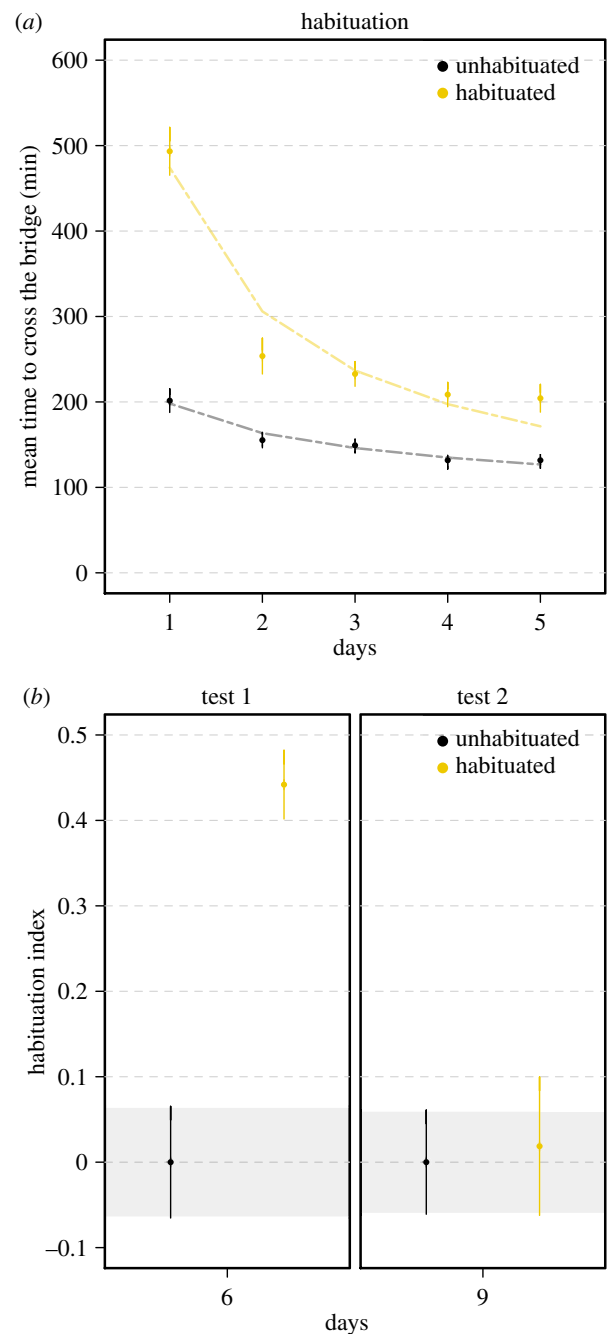 (a)
habituation
unhabituated
habituated
600
500
400
300
200
100
0
mean time to cross the bridge (min)
1 2 3 4 5
days
(b)
test 1 test 2
unhabituated
habituated
0.5
0.4
0.3
0.2
0.1
0
–0.1
habituation index
6 9
days